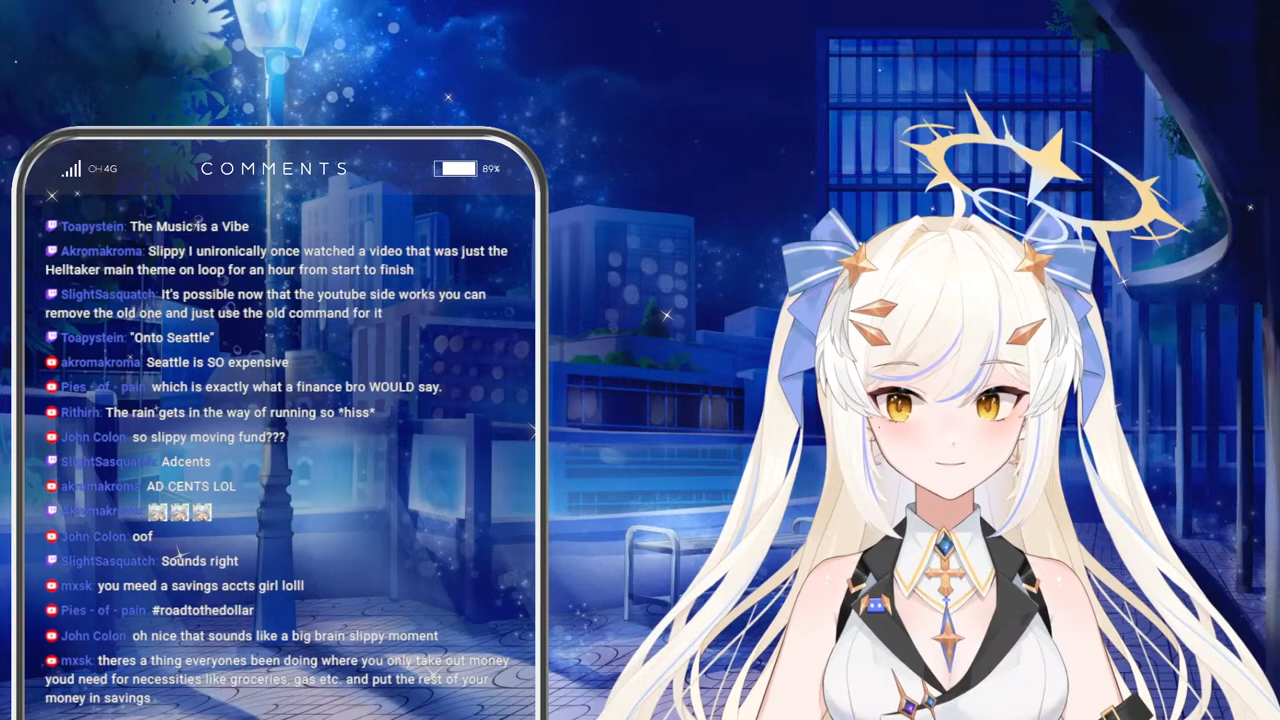 OH 4G
COMMENTS
89%
Toapystein: The Music is a Vibe
Akromakroma: Slippy I unironically once watched a video that was just the
Helltaker main theme on loop for an hour from start to finish
SlightSasquatch: It's possible now that the youtube side works you can
remove the old one and just use the old command for it
Toapystein: "Onto Seattle"
akromakroma: Seattle is SO expensive
Pies - of - pain: which is exactly what a finance bro WOULD say.
Rithirh: The rain gets in the way of running so *hiss*
John Colon: so slippy moving fund???
SlightSasquatch: Adcents
akromakroma: AD CENTS LOL
Akromakroma:
John Colon: oof
SlightSasquatch: Sounds right
mxsk: you meed a savings accts girl lolll
Pies - of - pain: #roadtothedollar
John Colon: oh nice that sounds like a big brain slippy moment
mxsk: theres a thing everyones been doing where you only take out money
youd need for necessities like groceries, gas etc. and put the rest of your
money in savings